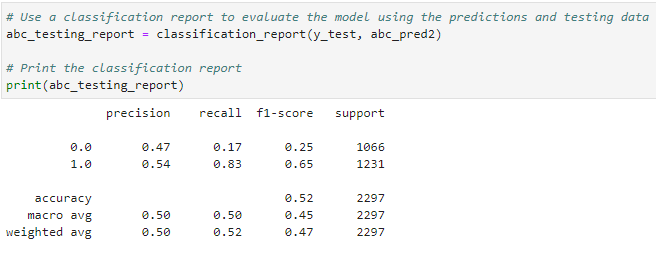 # Use a classification report to evaluate the model using the predictions and testing data
abc_testing_report = classification_report(y_test, abc_pred2)
# Print the classification report
print(abc_testing_report)
precision recall f1-score support
0.0 0.47 0.17 0.25 1066
1.0 0.54 0.83 0.65 1231
accuracy 0.52 2297
macro avg 0.50 0.50 0.45 2297
weighted avg 0.50 0.52 0.47 2297